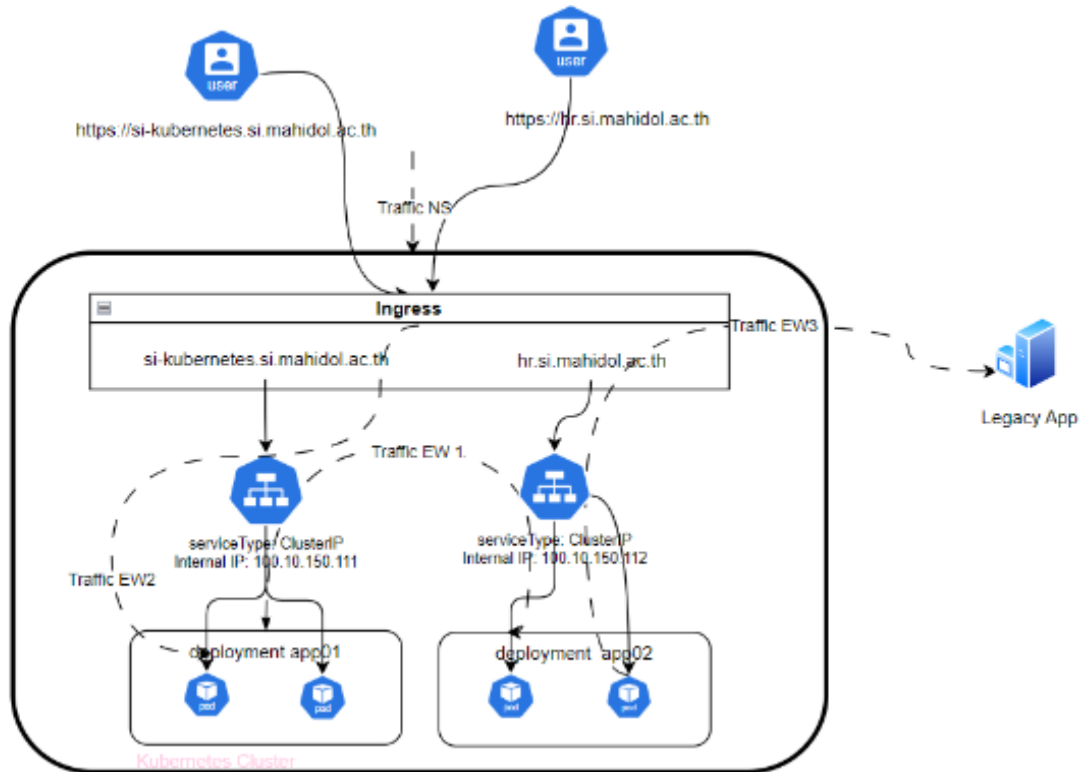 user
user
https://si-kubernetes.si.mahidol.ac.th
https://hr.si.mahidol.ac.th
Traffic NS
Ingress
Traffic EW3
si-kubernetes.si.mahidol.ac.th
hr.si.mahidol.ac.th
Legacy App
Traffic EW 1
serviceType: ClusterIP
Internal IP: 100.10.150.111
serviceType: ClusterIP
Internal IP: 100.10.150.112
Traffic EW2
deployment app01
deployment app02
pod
pod
pod
pod
Kubernetes Cluster